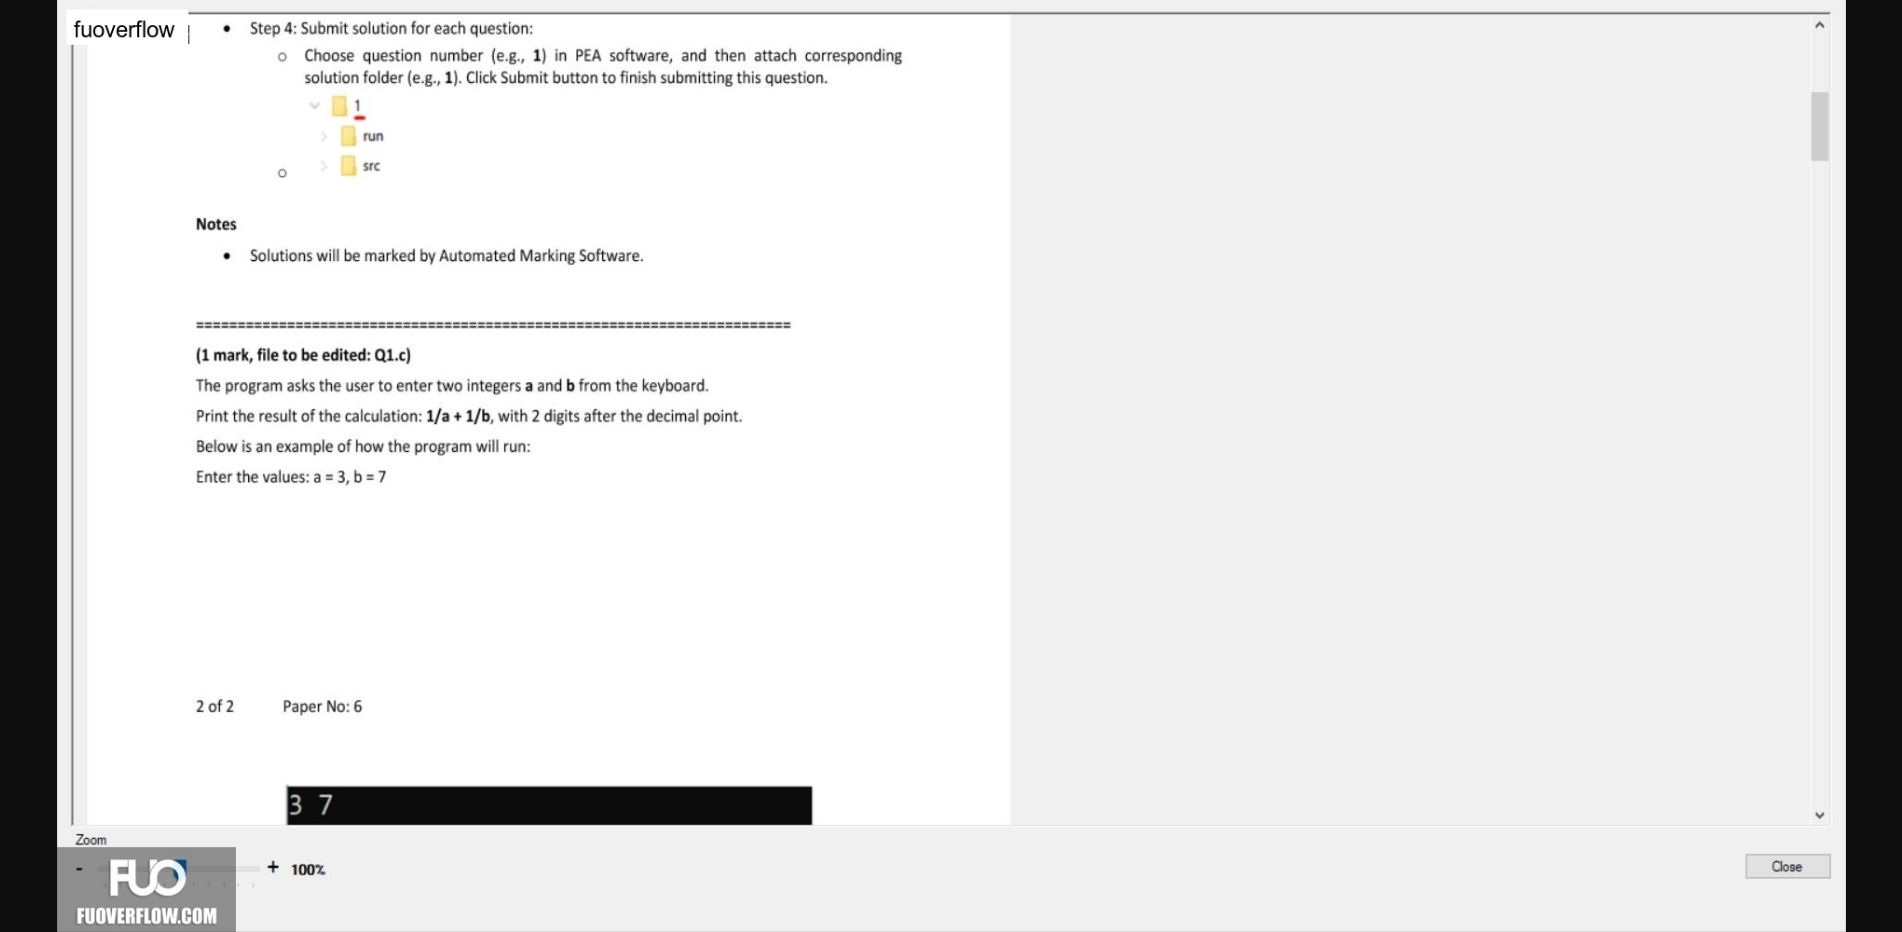 fuoverflow
• Step 4: Submit solution for each question:
o Choose question number (e.g., 1) in PEA software, and then attach corresponding
solution folder (e.g., 1). Click Submit button to finish submitting this question.
1
run
o
src
Notes
• Solutions will be marked by Automated Marking Software.
========================================================================
(1 mark, file to be edited: Q1.c)
The program asks the user to enter two integers a and b from the keyboard.
Print the result of the calculation: 1/a + 1/b, with 2 digits after the decimal point.
Below is an example of how the program will run:
Enter the values: a = 3, b = 7
2 of 2 Paper No: 6
3 7
Zoom
- + 100%
Close
FUO
FUOVERFLOW.COM